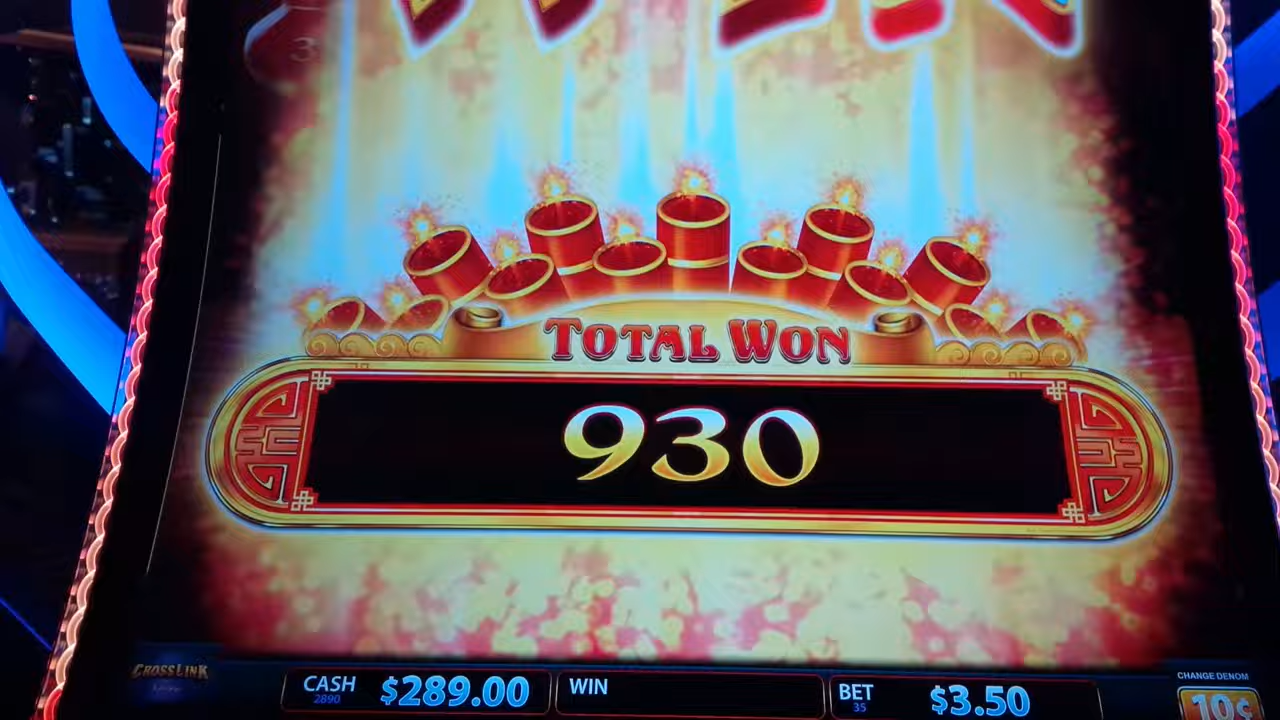 TOTAL WON
930
CROSSLINK
CASH
2890
$289.00
WIN
BET
35
$3.50
CHANGE DENOM
10¢